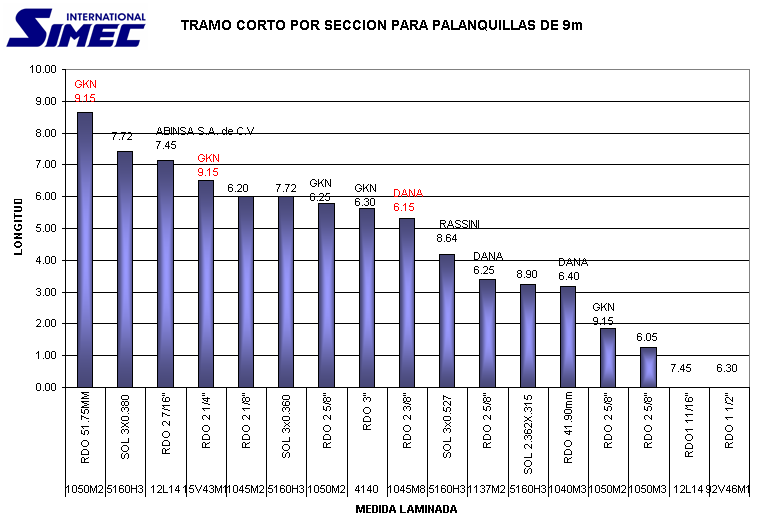 INTERNATIONAL
SIMEC
TRAMO CORTO POR SECCION PARA PALANQUILLAS DE 9m
LONGITUD
10.00
9.00
8.00
7.00
6.00
5.00
4.00
3.00
2.00
1.00
0.00
GKN
9.15
7.72
ABINSA S.A. de C.V
7.45
GKN
9.15
6.20
7.72
GKN
6.25
GKN
6.30
DANA
6.15
RASSINI
8.64
DANA
6.25
8.90
DANA
6.40
GKN
9.15
6.05
7.45
6.30
RDO 51.75MM
SOL 3X0.380
RDO 2 7/16"
RDO 2 1/4"
RDO 2 1/8"
SOL 3x0.360
RDO 2 5/8"
RDO 3"
RDO 2 3/8"
SOL 3x0.527
RDO 2 5/8"
SOL 2.362X.315
RDO 41.90mm
RDO 2 5/8"
RDO 2 5/8"
RDO1 11/16"
RDO 1 1/2"
1050M2 5160H3 12L14 15V43M1 1045M2 5160H3 1050M2 4140 1045M8 5160H3 1137M2 5160H3 1040M3 1050M2 1050M3 12L14 92V46M1
MEDIDA LAMINADA